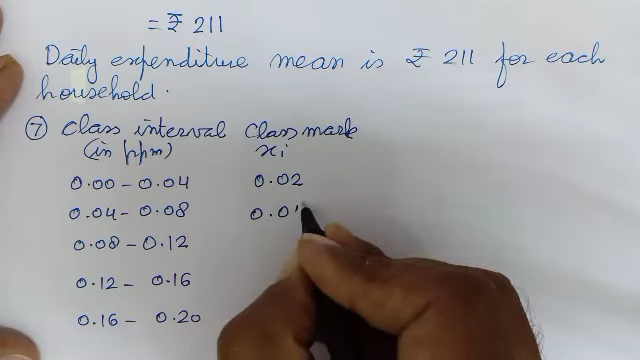 = ₹ 211
Daily expenditure mean is ₹ 211 for each
household.
⑦ Class interval Class mark
(in ppm) xi
0.00 - 0.04 0.02
0.04 - 0.08 0.0
0.08 - 0.12
0.12 - 0.16
0.16 - 0.20